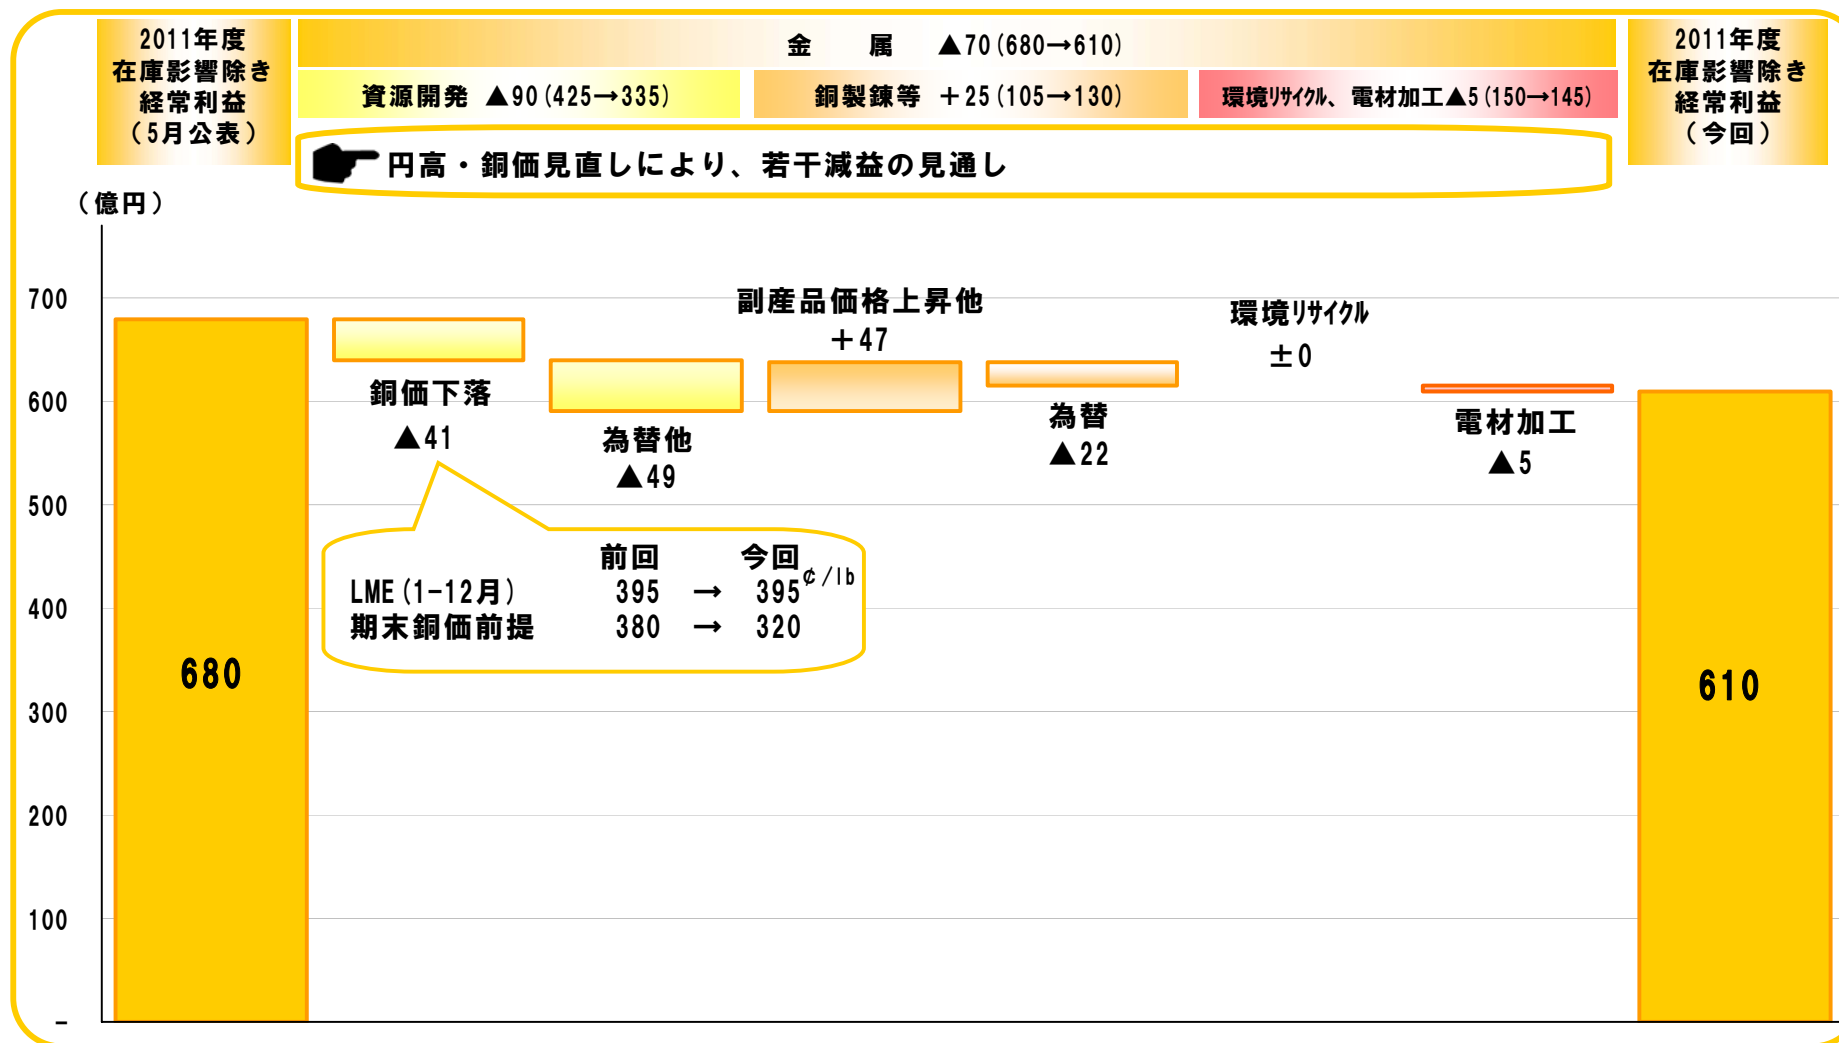 2011年度
在庫影響除き
経常利益
（5月公表）
金　　属　▲70(680→610)
資源開発 ▲90(425→335)
銅製錬等 ＋25(105→130)
環境ﾘｻｲｸﾙ、電材加工▲5(150→145)
2011年度
在庫影響除き
経常利益
（今回）
円高・銅価見直しにより、若干減益の見通し
（億円）
700
600
500
400
300
200
100
－
680
銅価下落
▲41
為替他
▲49
副産品価格上昇他
＋47
為替
▲22
環境ﾘｻｲｸﾙ
±0
電材加工
▲5
610
前回　今回
LME(1-12月)　395 → 395 ¢/lb
期末銅価前提　380 → 320